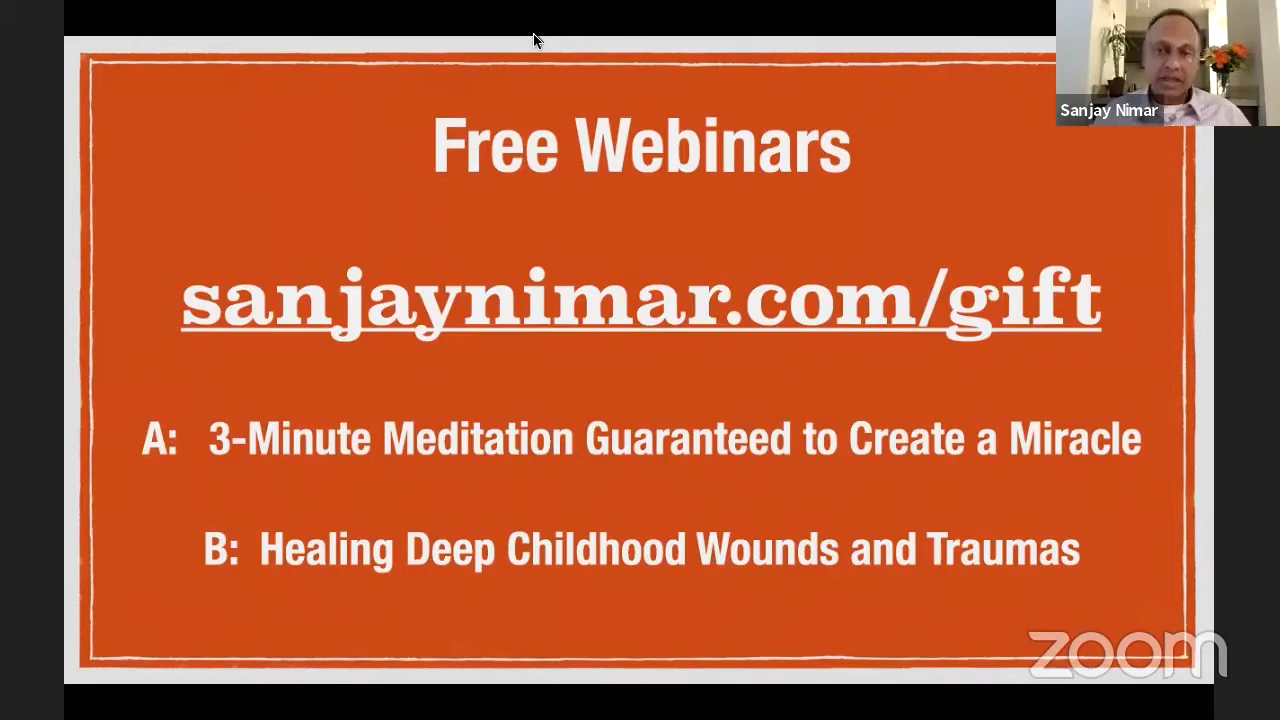 Sanjay Nimar
Free Webinars
sanjaynimar.com/gift
A: 3-Minute Meditation Guaranteed to Create a Miracle
B: Healing Deep Childhood Wounds and Traumas
zoom